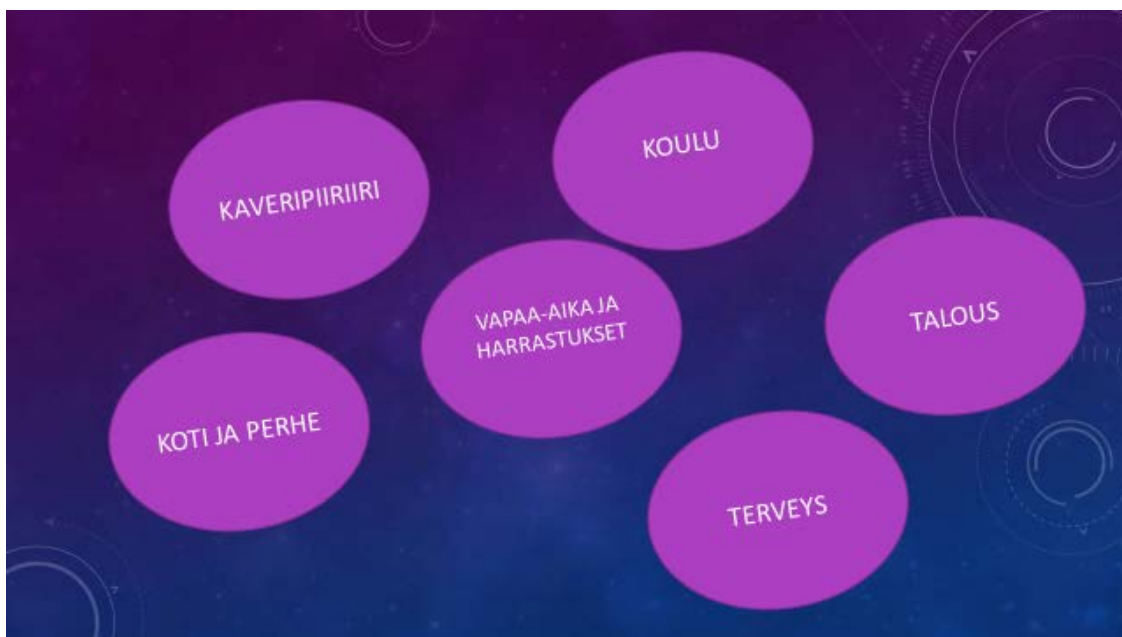 KAVERIPIIRIIRI
KOULU
VAPAA-AIKA JA
HARRASTUKSET
TALOUS
KOTI JA PERHE
TERVEYS